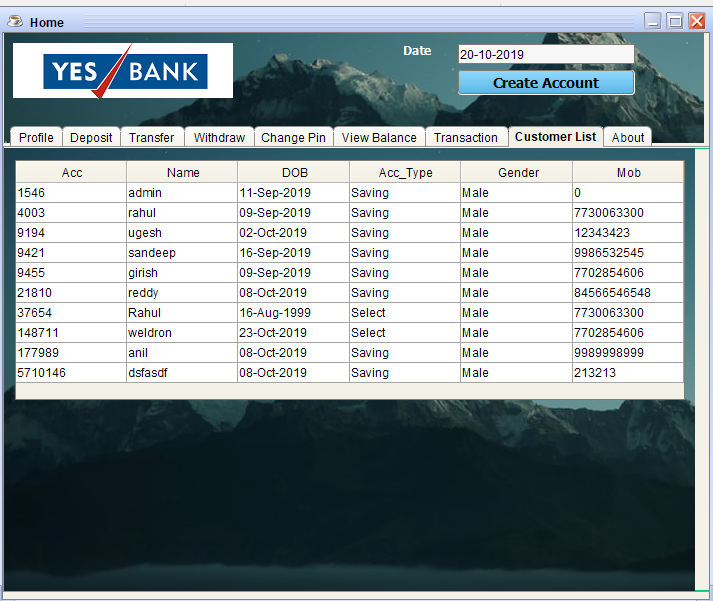 Home
YES BANK
Date 20-10-2019
Create Account
Profile Deposit Transfer Withdraw Change Pin View Balance Transaction Customer List About
Acc Name DOB Acc_Type Gender Mob
1546 admin 11-Sep-2019 Saving Male 0
4003 rahul 09-Sep-2019 Saving Male 7730063300
9194 ugesh 02-Oct-2019 Saving Male 12343423
9421 sandeep 16-Sep-2019 Saving Male 9986532545
9455 girish 09-Sep-2019 Saving Male 7702854606
21810 reddy 08-Oct-2019 Saving Male 84566546548
37654 Rahul 16-Aug-1999 Select Male 7730063300
148711 weldron 23-Oct-2019 Select Male 7702854606
177989 anil 08-Oct-2019 Saving Male 9989998999
5710146 dsfasdf 08-Oct-2019 Saving Male 213213